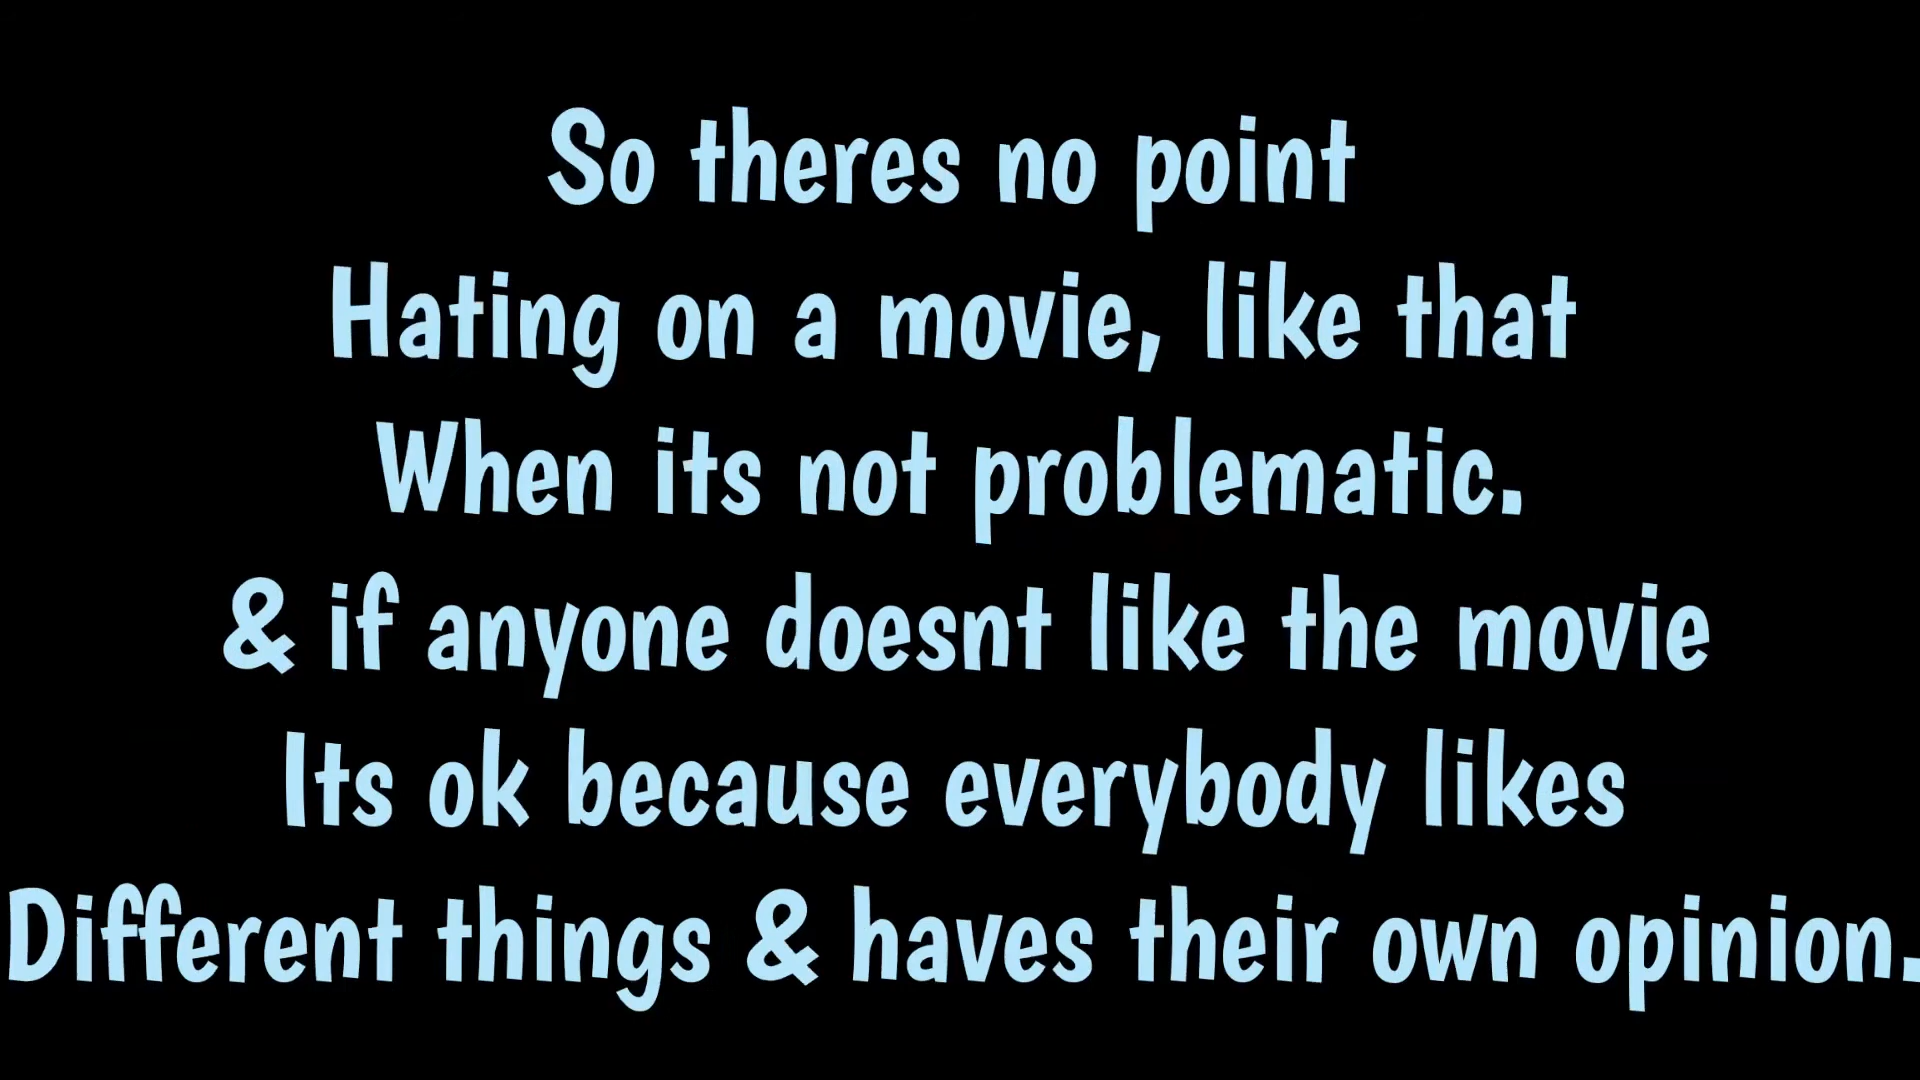 So theres no point
Hating on a movie, like that
When its not problematic.
& if anyone doesnt like the movie
Its ok because everybody likes
Different things & haves their own opinion.